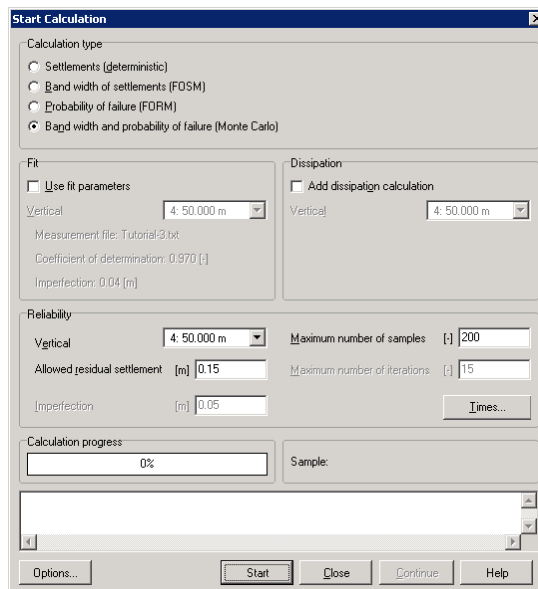 Start Calculation
Calculation type
Settlements (deterministic)
Band width of settlements (FOSM)
Probability of failure (FORM)
Band width and probability of failure (Monte Carlo)
Fit
Use fit parameters
Vertical 4: 50.000 m
Measurement file: Tutorial-3.txt
Coefficient of determination: 0.970 [-]
Imperfection: 0.04 [m]
Dissipation
Add dissipation calculation
Vertical 4: 50.000 m
Reliability
Vertical 4: 50.000 m
Maximum number of samples [-] 200
Allowed residual settlement [m] 0.15
Maximum number of iterations [-] 15
Imperfection [m] 0.05
Times...
Calculation progress
0%
Sample:
Options... Start Close Continue Help